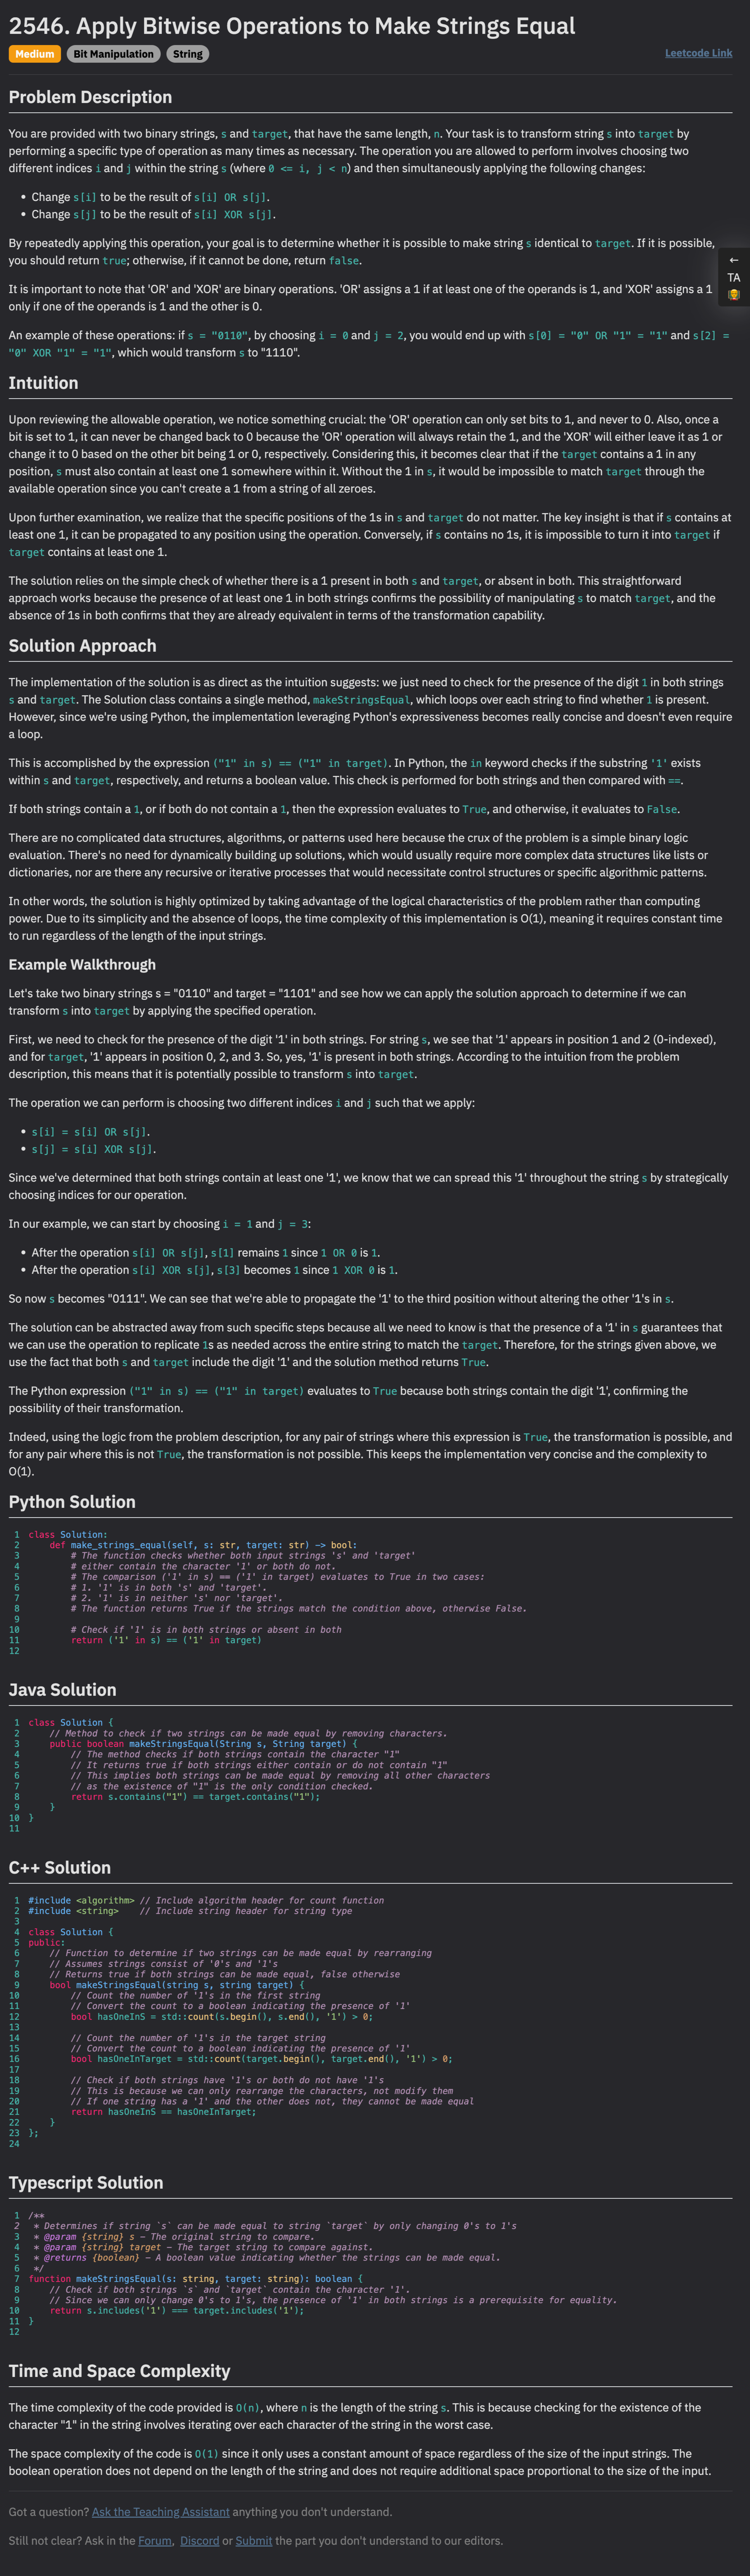 2546. Apply Bitwise Operations to Make Strings Equal
Medium Bit Manipulation String Leetcode Link
Problem Description
You are provided with two binary strings, s and target, that have the same length, n. Your task is to transform string s into target by
performing a specific type of operation as many times as necessary. The operation you are allowed to perform involves choosing two
different indices i and j within the string s (where 0 <= i, j < n) and then simultaneously applying the following changes:
• Change s[i] to be the result of s[i] OR s[j].
• Change s[j] to be the result of s[i] XOR s[j].
By repeatedly applying this operation, your goal is to determine whether it is possible to make string s identical to target. If it is possible,
you should return true; otherwise, if it cannot be done, return false.
←
TA
It is important to note that 'OR' and 'XOR' are binary operations. 'OR' assigns a 1 if at least one of the operands is 1, and 'XOR' assigns a 1
only if one of the operands is 1 and the other is 0.
An example of these operations: if s = "0110", by choosing i = 0 and j = 2, you would end up with s[0] = "0" OR "1" = "1" and s[2] =
"0" XOR "1" = "1", which would transform s to "1110".
Intuition
Upon reviewing the allowable operation, we notice something crucial: the 'OR' operation can only set bits to 1, and never to 0. Also, once a
bit is set to 1, it can never be changed back to 0 because the 'OR' operation will always retain the 1, and the 'XOR' will either leave it as 1 or
change it to 0 based on the other bit being 1 or 0, respectively. Considering this, it becomes clear that if the target contains a 1 in any
position, s must also contain at least one 1 somewhere within it. Without the 1 in s, it would be impossible to match target through the
available operation since you can't create a 1 from a string of all zeroes.
Upon further examination, we realize that the specific positions of the 1s in s and target do not matter. The key insight is that if s contains at
least one 1, it can be propagated to any position using the operation. Conversely, if s contains no 1s, it is impossible to turn it into target if
target contains at least one 1.
The solution relies on the simple check of whether there is a 1 present in both s and target, or absent in both. This straightforward
approach works because the presence of at least one 1 in both strings confirms the possibility of manipulating s to match target, and the
absence of 1s in both confirms that they are already equivalent in terms of the transformation capability.
Solution Approach
The implementation of the solution is as direct as the intuition suggests: we just need to check for the presence of the digit 1 in both strings
s and target. The Solution class contains a single method, makeStringsEqual, which loops over each string to find whether 1 is present.
However, since we're using Python, the implementation leveraging Python's expressiveness becomes really concise and doesn't even require
a loop.
This is accomplished by the expression ("1" in s) == ("1" in target). In Python, the in keyword checks if the substring '1' exists
within s and target, respectively, and returns a boolean value. This check is performed for both strings and then compared with ==.
If both strings contain a 1, or if both do not contain a 1, then the expression evaluates to True, and otherwise, it evaluates to False.
There are no complicated data structures, algorithms, or patterns used here because the crux of the problem is a simple binary logic
evaluation. There's no need for dynamically building up solutions, which would usually require more complex data structures like lists or
dictionaries, nor are there any recursive or iterative processes that would necessitate control structures or specific algorithmic patterns.
In other words, the solution is highly optimized by taking advantage of the logical characteristics of the problem rather than computing
power. Due to its simplicity and the absence of loops, the time complexity of this implementation is O(1), meaning it requires constant time
to run regardless of the length of the input strings.
Example Walkthrough
Let's take two binary strings s = "0110" and target = "1101" and see how we can apply the solution approach to determine if we can
transform s into target by applying the specified operation.
First, we need to check for the presence of the digit '1' in both strings. For string s, we see that '1' appears in position 1 and 2 (0-indexed),
and for target, '1' appears in position 0, 2, and 3. So, yes, '1' is present in both strings. According to the intuition from the problem
description, this means that it is potentially possible to transform s into target.
The operation we can perform is choosing two different indices i and j such that we apply:
• s[i] = s[i] OR s[j].
• s[j] = s[i] XOR s[j].
Since we've determined that both strings contain at least one '1', we know that we can spread this '1' throughout the string s by strategically
choosing indices for our operation.
In our example, we can start by choosing i = 1 and j = 3:
• After the operation s[i] OR s[j], s[1] remains 1 since 1 OR 0 is 1.
• After the operation s[i] XOR s[j], s[3] becomes 1 since 1 XOR 0 is 1.
So now s becomes "0111". We can see that we're able to propagate the '1' to the third position without altering the other '1's in s.
The solution can be abstracted away from such specific steps because all we need to know is that the presence of a '1' in s guarantees that
we can use the operation to replicate 1s as needed across the entire string to match the target. Therefore, for the strings given above, we
use the fact that both s and target include the digit '1' and the solution method returns True.
The Python expression ("1" in s) == ("1" in target) evaluates to True because both strings contain the digit '1', confirming the
possibility of their transformation.
Indeed, using the logic from the problem description, for any pair of strings where this expression is True, the transformation is possible, and
for any pair where this is not True, the transformation is not possible. This keeps the implementation very concise and the complexity to
O(1).
Python Solution
1 class Solution:
2     def make_strings_equal(self, s: str, target: str) -> bool:
3         # The function checks whether both input strings 's' and 'target'
4         # either contain the character '1' or both do not.
5         # The comparison ('1' in s) == ('1' in target) evaluates to True in two cases:
6         # 1. '1' is in both 's' and 'target'.
7         # 2. '1' is in neither 's' nor 'target'.
8         # The function returns True if the strings match the condition above, otherwise False.
9
10         # Check if '1' is in both strings or absent in both
11         return ('1' in s) == ('1' in target)
12
Java Solution
1 class Solution {
2     // Method to check if two strings can be made equal by removing characters.
3     public boolean makeStringsEqual(String s, String target) {
4         // The method checks if both strings contain the character "1"
5         // It returns true if both strings either contain or do not contain "1"
6         // This implies both strings can be made equal by removing all other characters
7         // as the existence of "1" is the only condition checked.
8         return s.contains("1") == target.contains("1");
9     }
10 }
11
C++ Solution
1 #include <algorithm> // Include algorithm header for count function
2 #include <string>    // Include string header for string type
3
4 class Solution {
5 public:
6     // Function to determine if two strings can be made equal by rearranging
7     // Assumes strings consist of '0's and '1's
8     // Returns true if both strings can be made equal, false otherwise
9     bool makeStringsEqual(string s, string target) {
10         // Count the number of '1's in the first string
11         // Convert the count to a boolean indicating the presence of '1'
12         bool hasOneInS = std::count(s.begin(), s.end(), '1') > 0;
13
14         // Count the number of '1's in the target string
15         // Convert the count to a boolean indicating the presence of '1'
16         bool hasOneInTarget = std::count(target.begin(), target.end(), '1') > 0;
17
18         // Check if both strings have '1's or both do not have '1's
19         // This is because we can only rearrange the characters, not modify them
20         // If one string has a '1' and the other does not, they cannot be made equal
21         return hasOneInS == hasOneInTarget;
22     }
23 };
24
Typescript Solution
1 /**
2  * Determines if string `s` can be made equal to string `target` by only changing 0's to 1's
3  * @param {string} s - The original string to compare.
4  * @param {string} target - The target string to compare against.
5  * @returns {boolean} - A boolean value indicating whether the strings can be made equal.
6  */
7 function makeStringsEqual(s: string, target: string): boolean {
8     // Check if both strings `s` and `target` contain the character '1'.
9     // Since we can only change 0's to 1's, the presence of '1' in both strings is a prerequisite for equality.
10     return s.includes('1') === target.includes('1');
11 }
12
Time and Space Complexity
The time complexity of the code provided is O(n), where n is the length of the string s. This is because checking for the existence of the
character "1" in the string involves iterating over each character of the string in the worst case.
The space complexity of the code is O(1) since it only uses a constant amount of space regardless of the size of the input strings. The
boolean operation does not depend on the length of the string and does not require additional space proportional to the size of the input.
Got a question? Ask the Teaching Assistant anything you don't understand.
Still not clear? Ask in the Forum, Discord or Submit the part you don't understand to our editors.